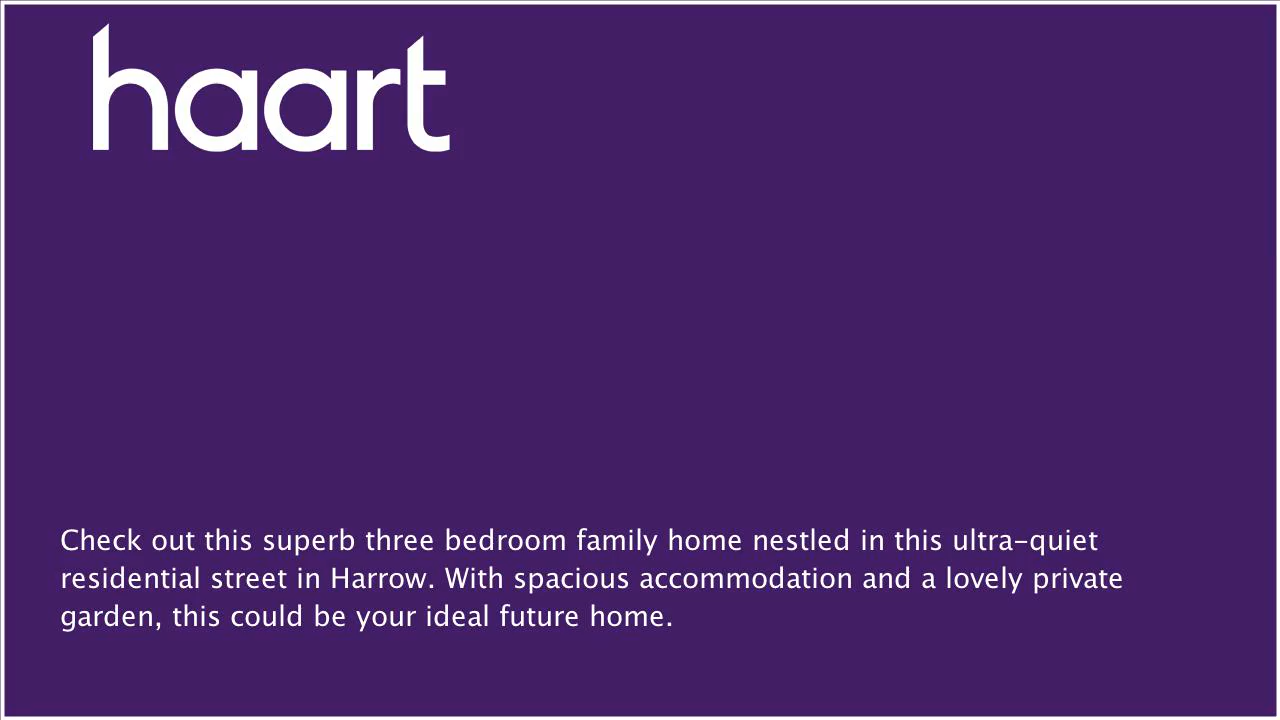 haart
Check out this superb three bedroom family home nestled in this ultra-quiet
residential street in Harrow. With spacious accommodation and a lovely private
garden, this could be your ideal future home.